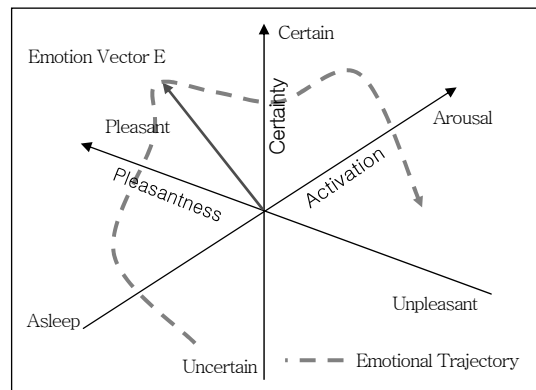 Certain
Emotion Vector E
Certainty
Pleasant
Arousal
Activation
Pleasantness
Unpleasant
Asleep
Uncertain
Emotional Trajectory